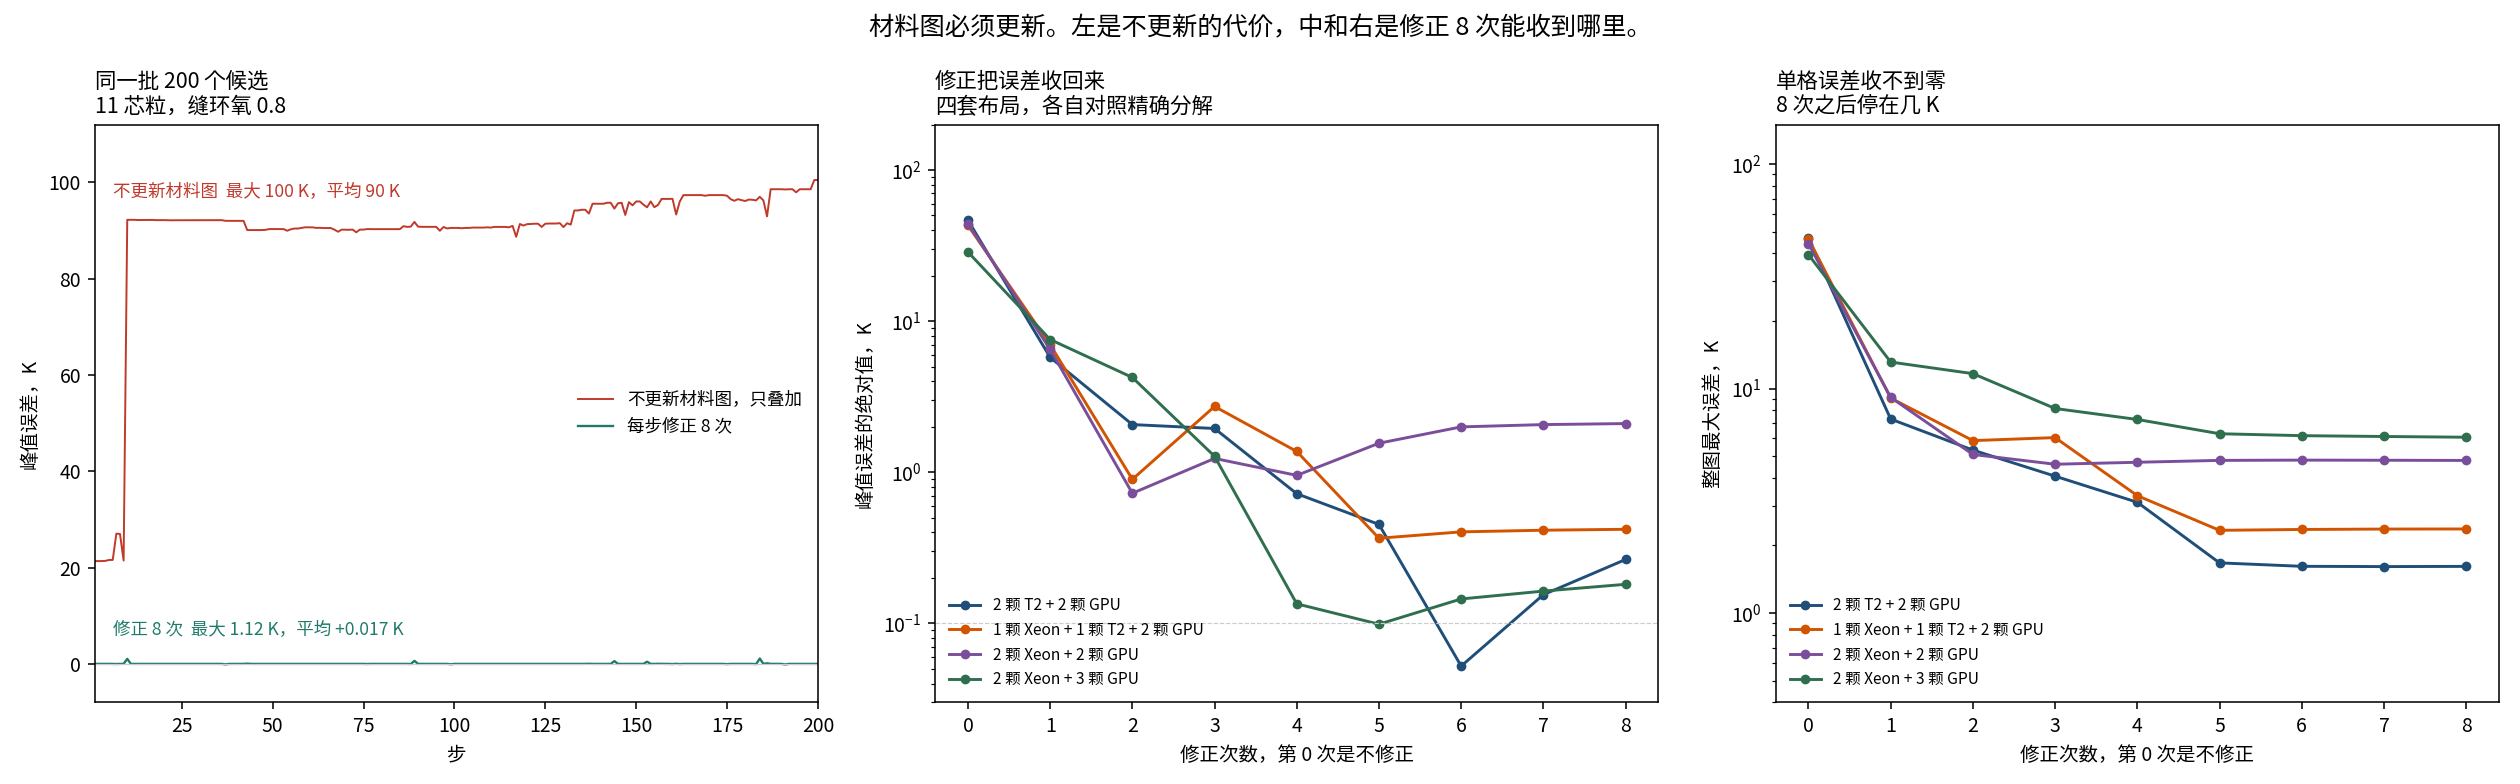 材料图必须更新。左是不更新的代价，中和右是修正 8 次能收到哪里。
同一批 200 个候选
11 芯粒，缝环氧 0.8
峰值误差，K
100
80
60
40
20
0
不更新材料图  最大 100 K，平均 90 K
不更新材料图，只叠加
每步修正 8 次
修正 8 次  最大 1.12 K，平均 +0.017 K
25
50
75
100
125
150
175
200
步
修正把误差收回来
四套布局，各自对照精确分解
峰值误差的绝对值，K
10²
10¹
10⁰
10⁻¹
2 颗 T2 + 2 颗 GPU
1 颗 Xeon + 1 颗 T2 + 2 颗 GPU
2 颗 Xeon + 2 颗 GPU
2 颗 Xeon + 3 颗 GPU
0
1
2
3
4
5
6
7
8
修正次数，第 0 次是不修正
单格误差收不到零
8 次之后停在几 K
整图最大误差，K
10²
10¹
10⁰
2 颗 T2 + 2 颗 GPU
1 颗 Xeon + 1 颗 T2 + 2 颗 GPU
2 颗 Xeon + 2 颗 GPU
2 颗 Xeon + 3 颗 GPU
0
1
2
3
4
5
6
7
8
修正次数，第 0 次是不修正